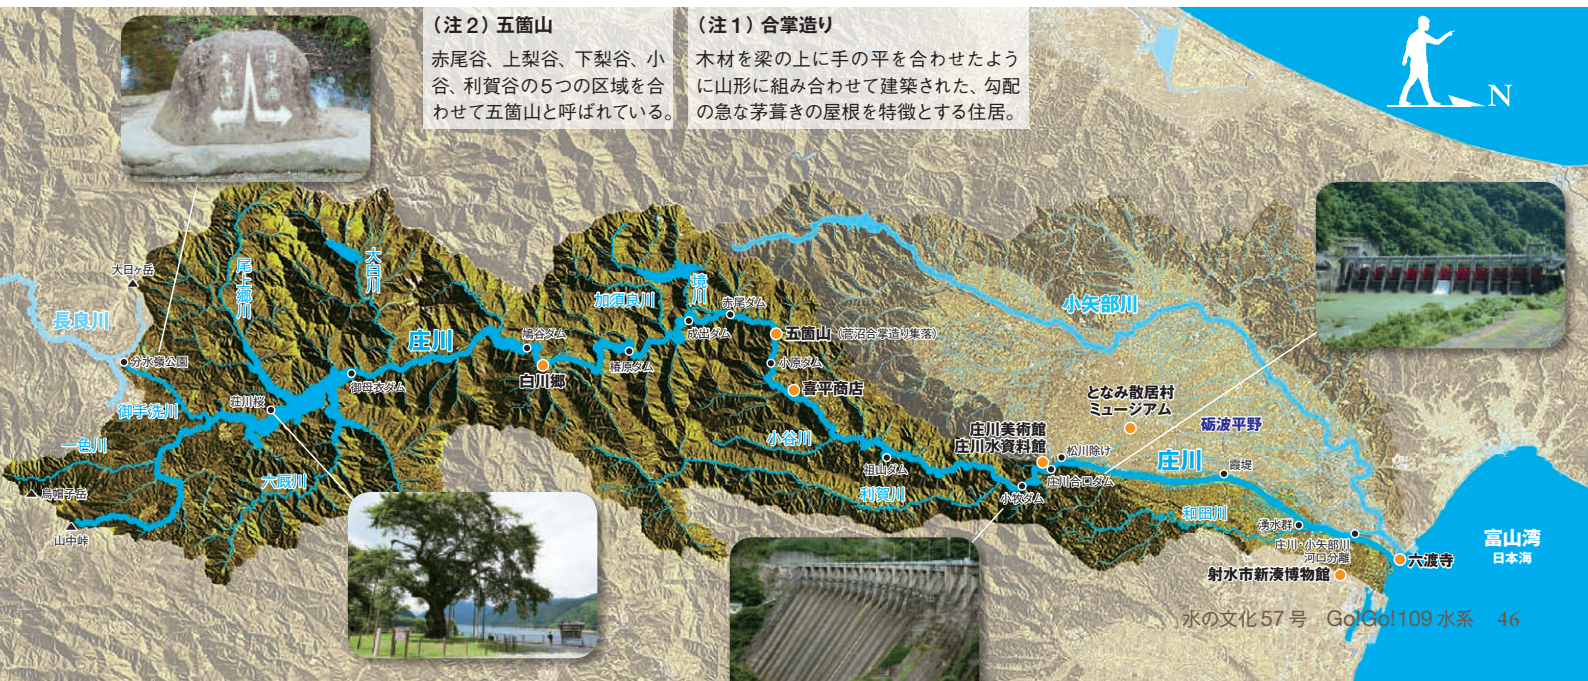 (注2) 五箇山
赤尾谷、上梨谷、下梨谷、小
谷、利賀谷の5つの区域を合
わせて五箇山と呼ばれている。
(注1) 合掌造り
木材を梁の上に手の平を合わせたよう
に山形に組み合わせて建築された、勾配
の急な茅葺きの屋根を特徴とする住居。
N
大日ヶ岳
長良川
分水嶺公園
御手洗川
一色川
烏帽子岳
山中峠
尾上郷川
大白川
荘川桜
六厩川
御母衣ダム
庄川
鳩谷ダム
白川郷
加須良川
椿原ダム
境川
成出ダム
赤尾ダム
五箇山 (菅沼合掌造り集落)
小原ダム
喜平商店
小谷川
祖山ダム
利賀川
小牧ダム
庄川美術館
庄川水資料館
松川除け
庄川合口ダム
小矢部川
となみ散居村
ミュージアム
砺波平野
庄川
霞堤
和田川
湧水群
庄川・小矢部川
河口分離
六渡寺
射水市新湊博物館
富山湾
日本海
水の文化 57号 Go!Go!109水系 46